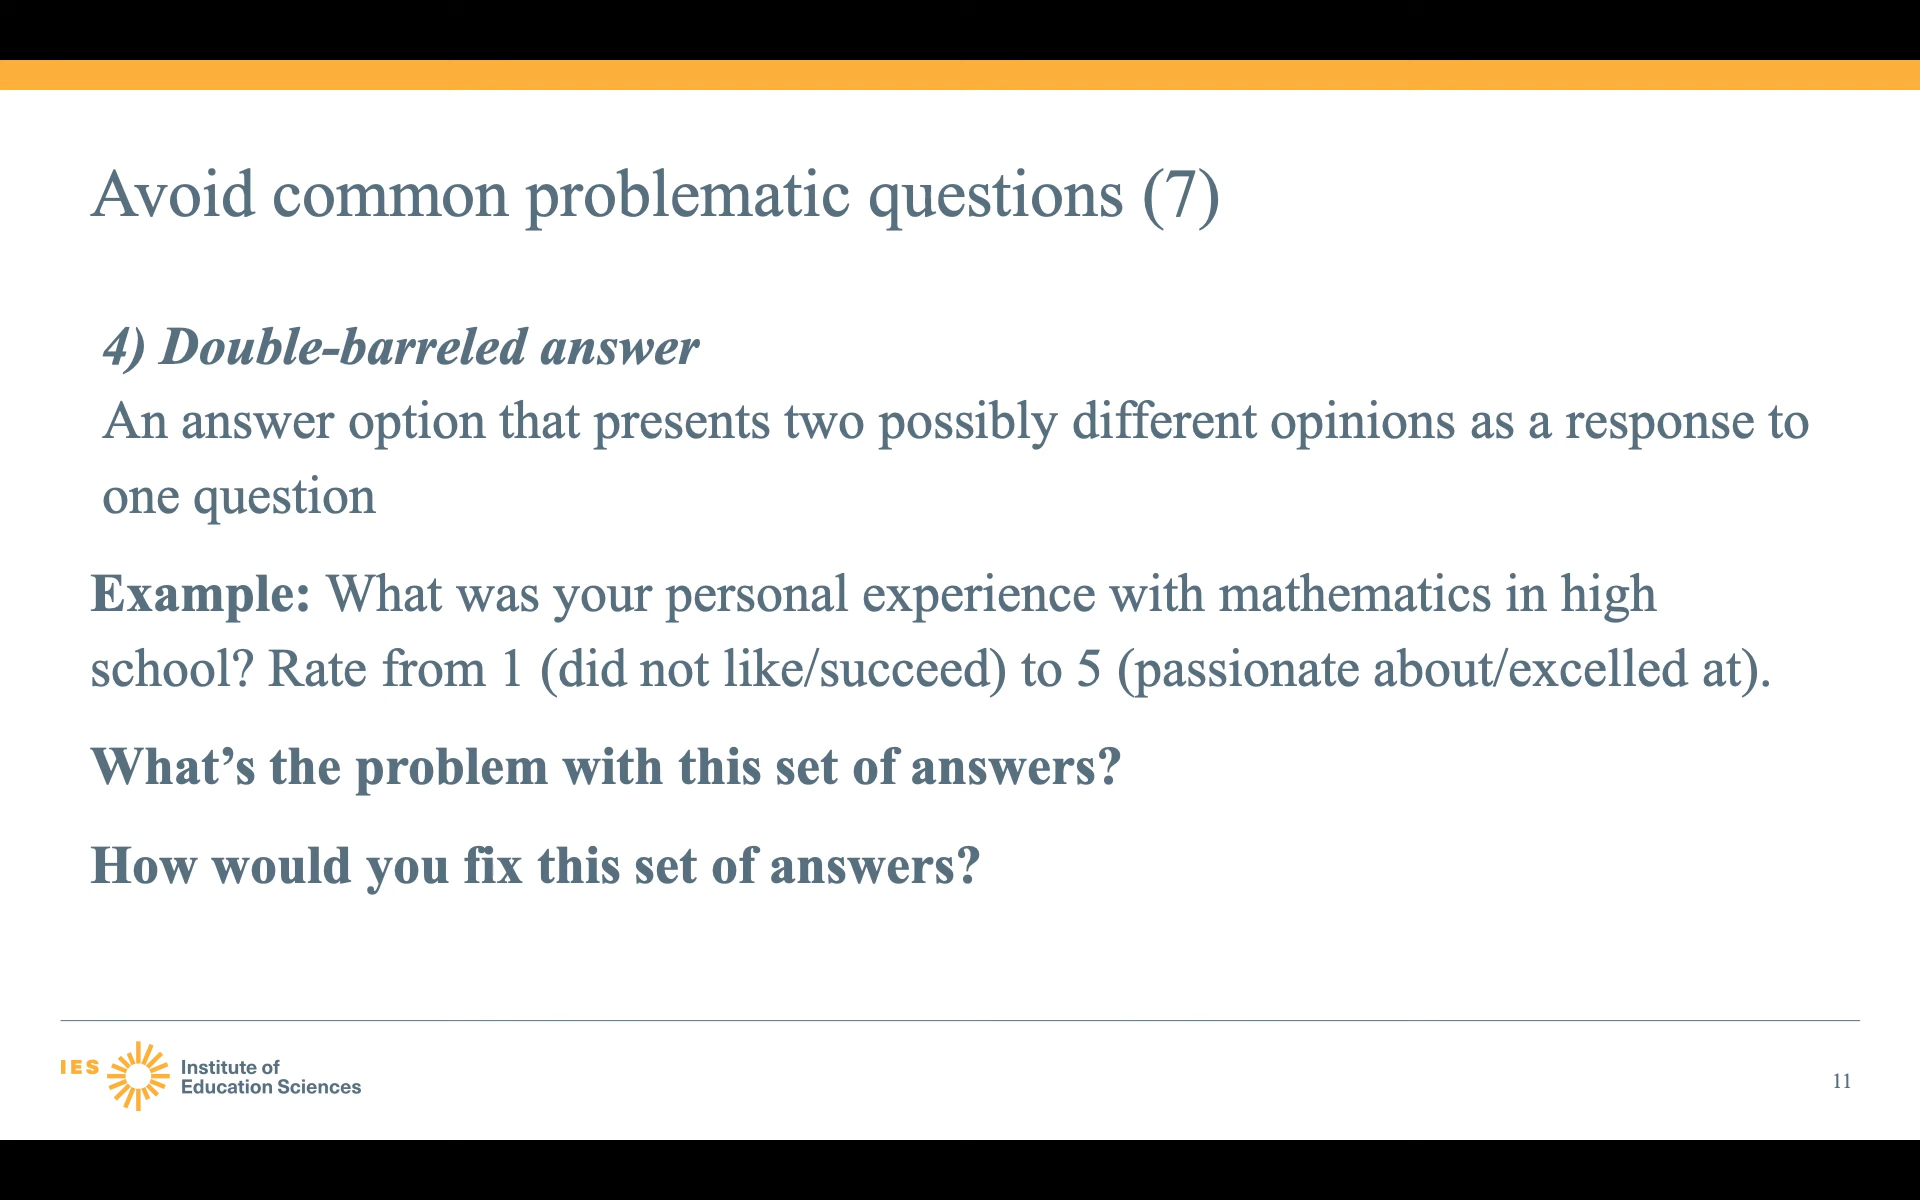 Avoid common problematic questions (7)
4) Double-barreled answer
An answer option that presents two possibly different opinions as a response to
one question
Example: What was your personal experience with mathematics in high
school? Rate from 1 (did not like/succeed) to 5 (passionate about/excelled at).
What’s the problem with this set of answers?
How would you fix this set of answers?
IES
Institute of
Education Sciences
11